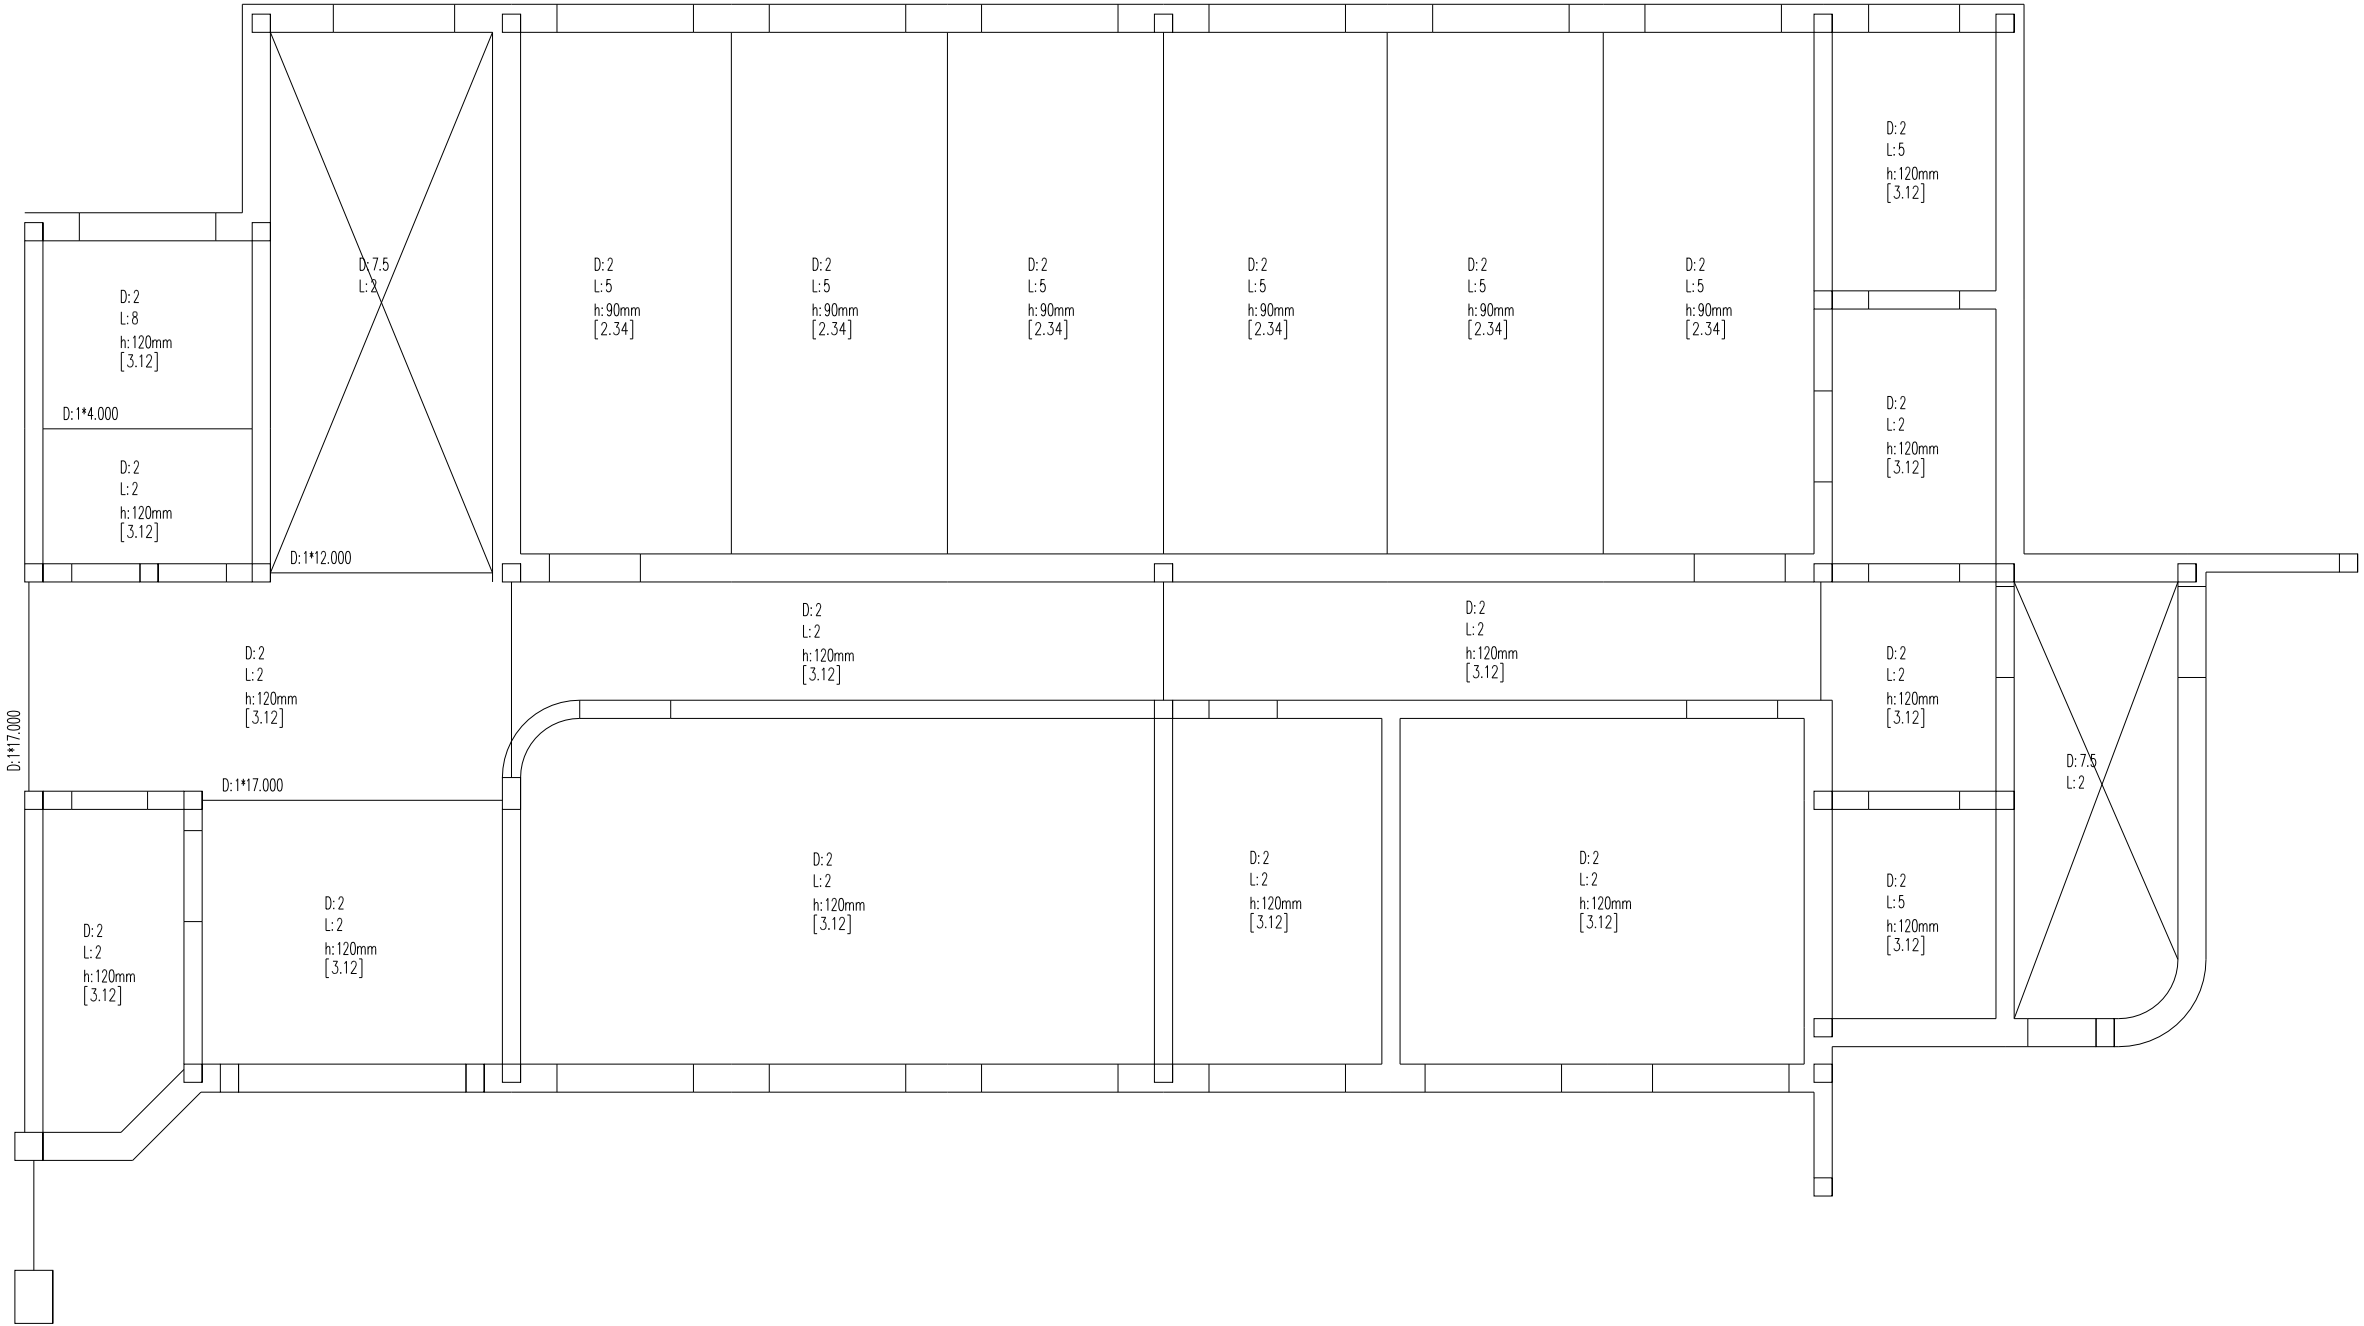 D:2
L:5
h:120mm
[3.12]
D:7.5
L:2
D:2
L:5
h:90mm
[2.34]
D:2
L:5
h:90mm
[2.34]
D:2
L:5
h:90mm
[2.34]
D:2
L:5
h:90mm
[2.34]
D:2
L:5
h:90mm
[2.34]
D:2
L:5
h:90mm
[2.34]
D:2
L:8
h:120mm
[3.12]
D:1*4.000
D:2
L:2
h:120mm
[3.12]
D:2
L:2
h:120mm
[3.12]
D:1*12.000
D:2
L:2
h:120mm
[3.12]
D:2
L:2
h:120mm
[3.12]
D:2
L:2
h:120mm
[3.12]
D:2
L:2
h:120mm
[3.12]
D:1*17.000
D:1*17.000
D:7.5
L:2
D:2
L:2
h:120mm
[3.12]
D:2
L:2
h:120mm
[3.12]
D:2
L:2
h:120mm
[3.12]
D:2
L:5
h:120mm
[3.12]
D:2
L:2
h:120mm
[3.12]
D:2
L:2
h:120mm
[3.12]